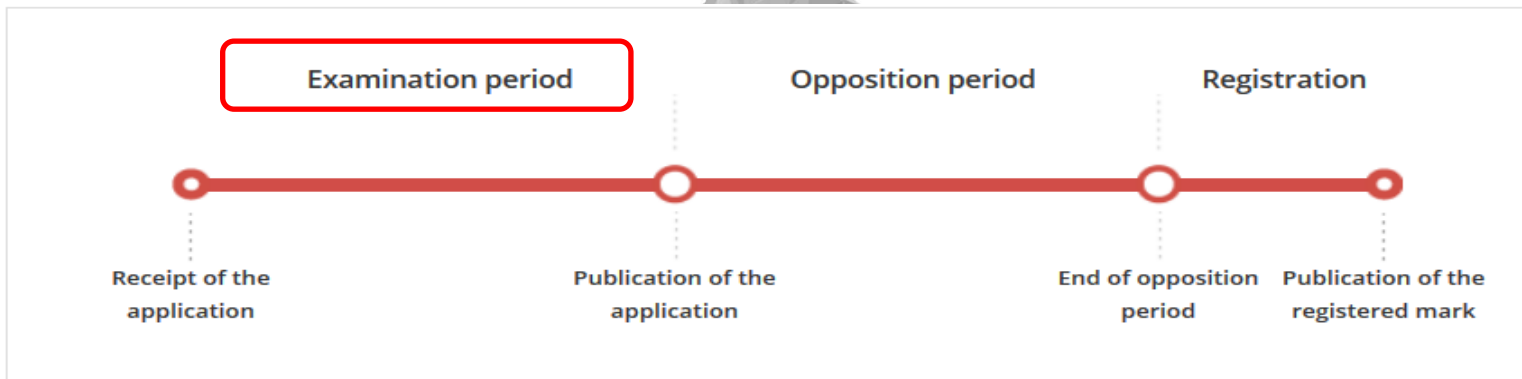 Examination period
Opposition period
Registration
Receipt of the
application
Publication of the
application
End of opposition
period
Publication of the
registered mark